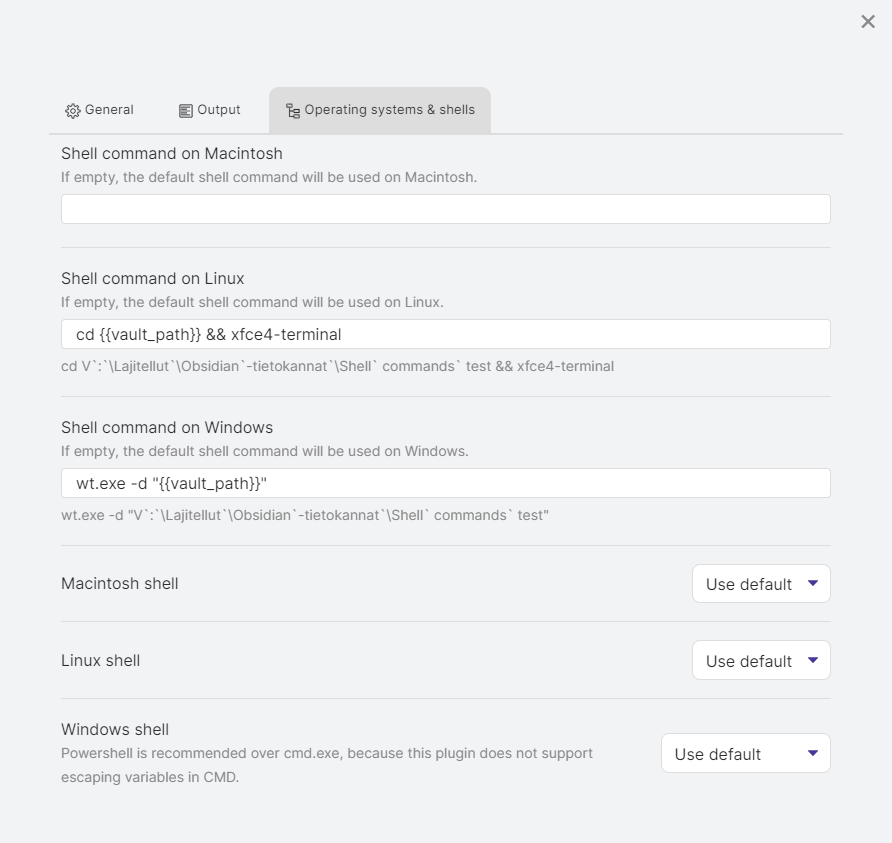 General Output Operating systems & shells
Shell command on Macintosh
If empty, the default shell command will be used on Macintosh.
Shell command on Linux
If empty, the default shell command will be used on Linux.
cd {{vault_path}} && xfce4-terminal
cd V`:`\Lajitellut`\Obsidian`-tietokannat`\Shell` commands` test && xfce4-terminal
Shell command on Windows
If empty, the default shell command will be used on Windows.
wt.exe -d "{{vault_path}}"
wt.exe -d "V`:`\Lajitellut`\Obsidian`-tietokannat`\Shell` commands` test"
Macintosh shell Use default
Linux shell Use default
Windows shell
Powershell is recommended over cmd.exe, because this plugin does not support
escaping variables in CMD.
Use default